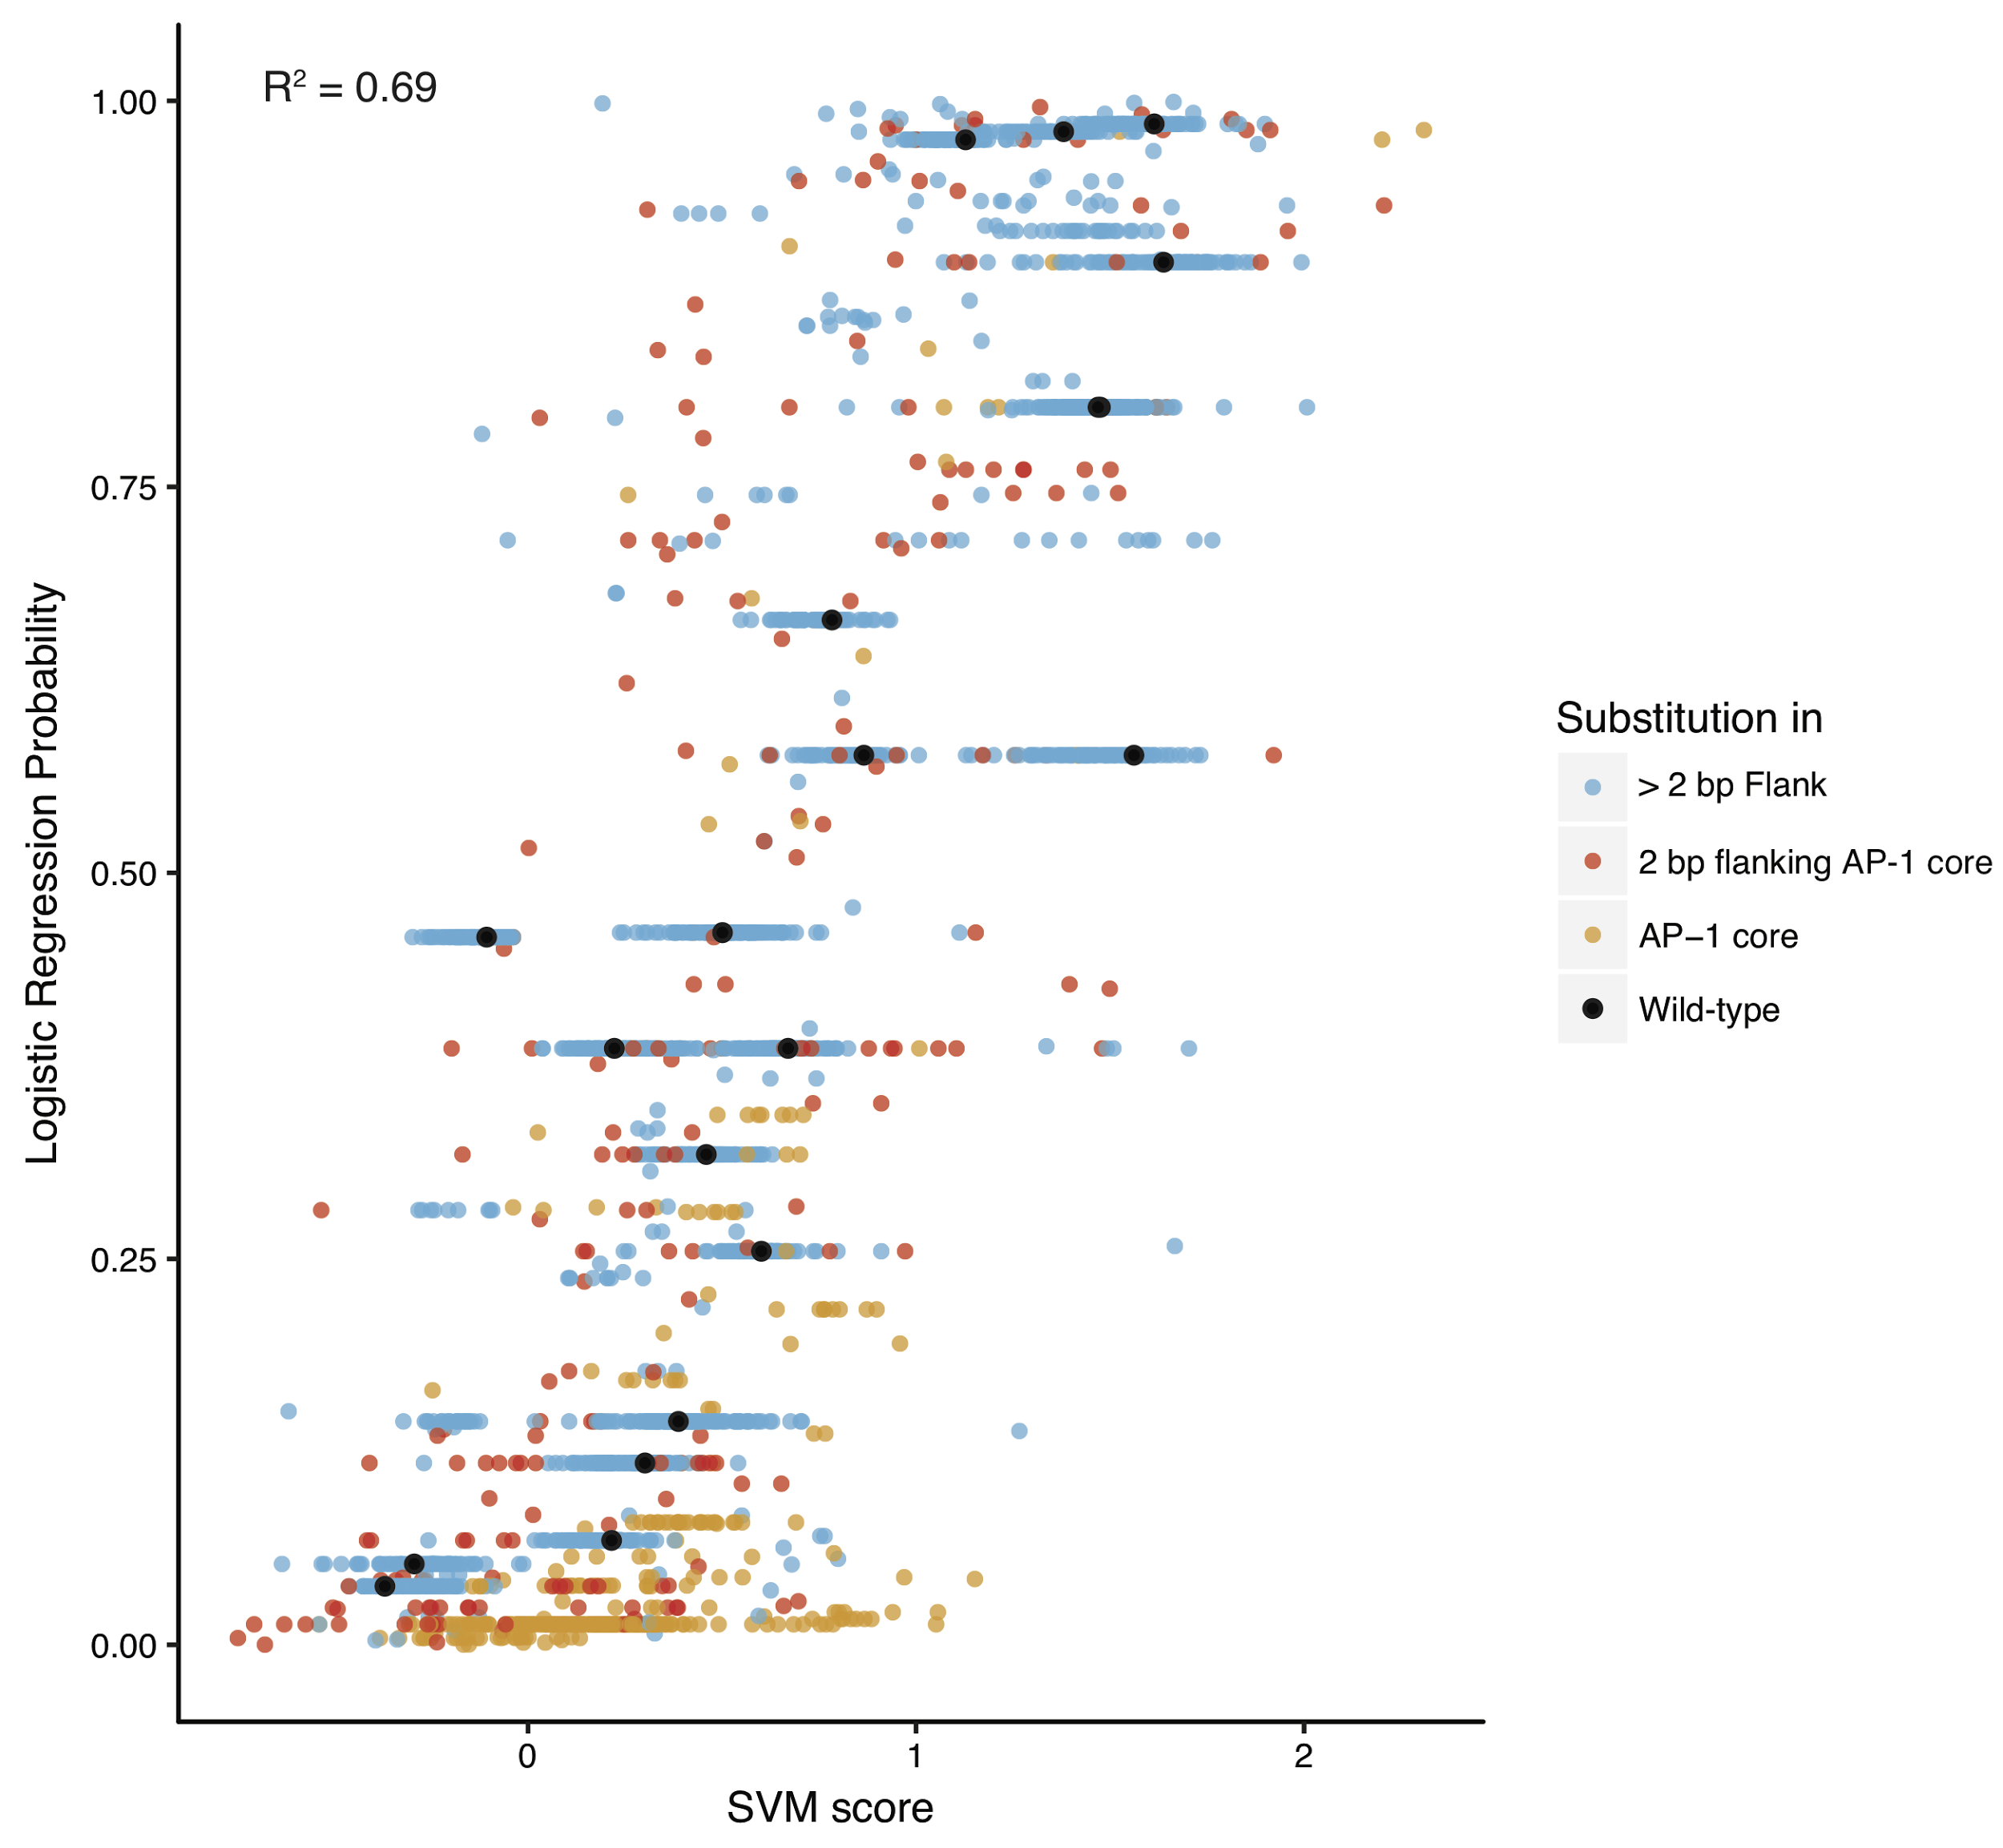 R² = 0.69
1.00
0.75
0.50
0.25
0.00
Logistic Regression Probability
0
1
2
SVM score
Substitution in
> 2 bp Flank
2 bp flanking AP-1 core
AP−1 core
Wild-type